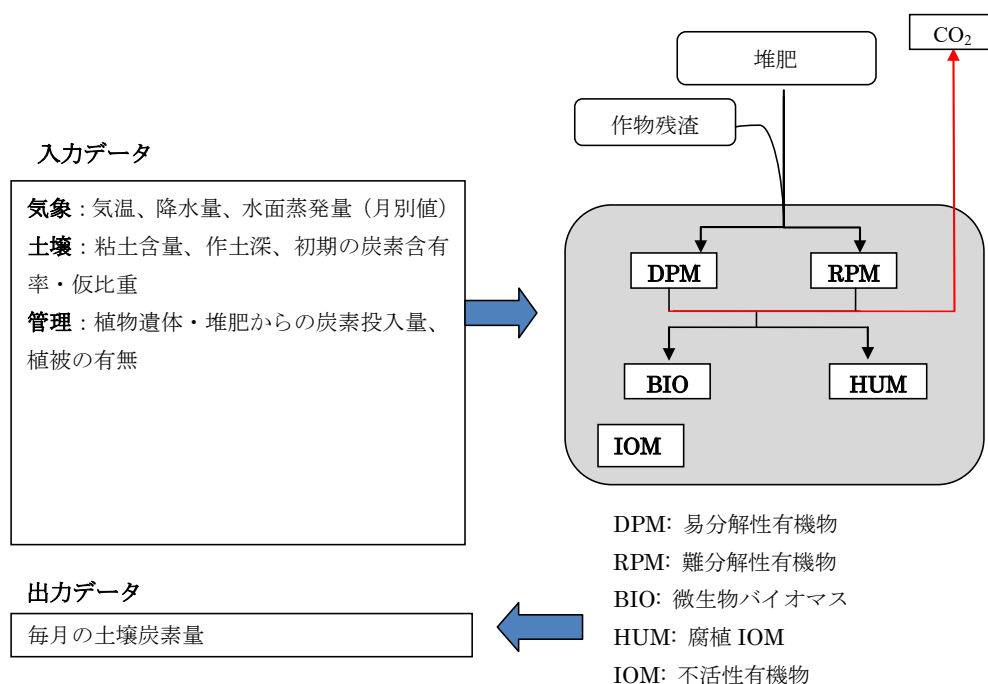 CO₂
堆肥
作物残渣
入力データ
気象：気温、降水量、水面蒸発量（月別値）
土壌：粘土含量、作土深、初期の炭素含有
率・仮比重
管理：植物遺体・堆肥からの炭素投入量、
植被の有無
DPM
RPM
BIO
HUM
IOM
DPM: 易分解性有機物
RPM: 難分解性有機物
BIO: 微生物バイオマス
HUM: 腐植 IOM
IOM: 不活性有機物
出力データ
毎月の土壌炭素量